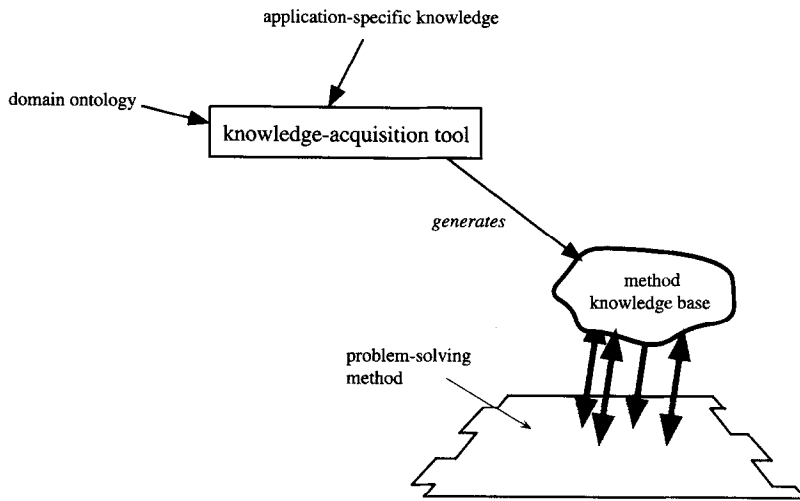 application-specific knowledge
domain ontology
knowledge-acquisition tool
generates
method
knowledge base
problem-solving
method